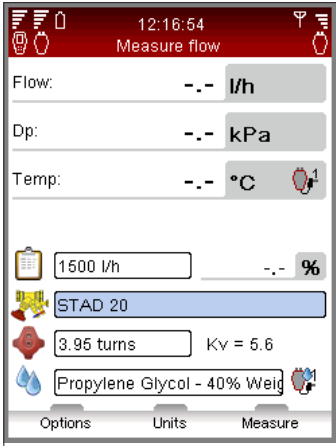 12:16:54
Measure flow
Flow: -.- l/h
Dp: -.- kPa
Temp: -.- °C 1
1500 l/h -.- %
STAD 20
3.95 turns Kv = 5.6
Propylene Glycol - 40% Weig 1
Options Units Measure